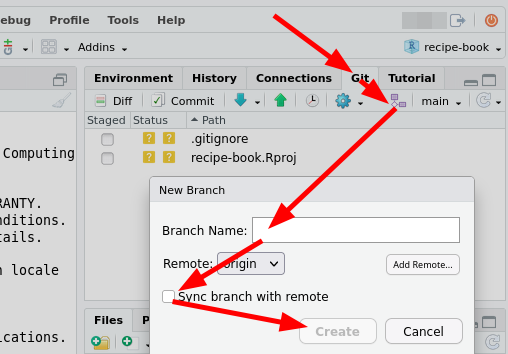 ebug Profile Tools Help
Addins recipe-book
Environment History Connections Git Tutorial
Diff Commit main
Staged Status Path
.gitignore
recipe-book.Rproj
Computing
New Branch
RANTY.
Branch Name:
nditions.
tails.
Remote: origin Add Remote...
n locale
Sync branch with remote
Files P
Create Cancel
ications.